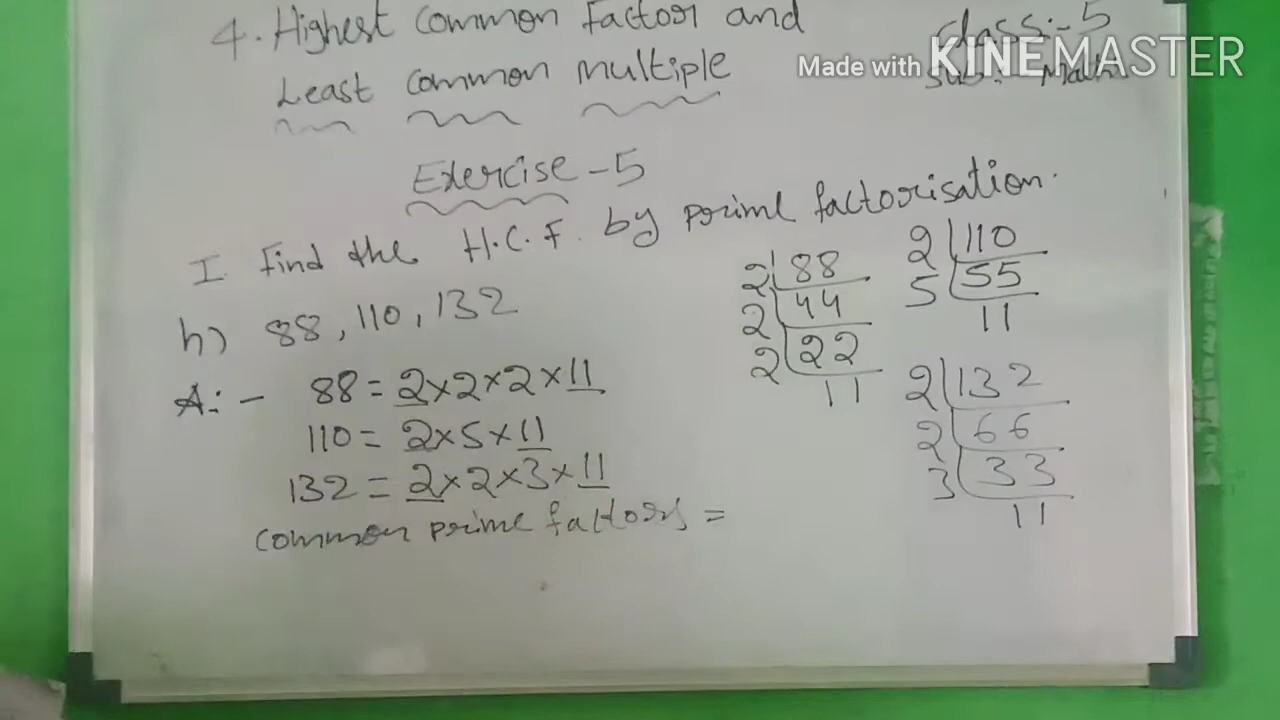 4. Highest Common Factor and
Least common multiple
class:-5
Sub:- Maths
Made with KINEMASTER
Exercise-5
I. Find the H.C.F. by prime factorisation.
h) 88, 110, 132
A:- 88 = 2×2×2×11
110 = 2×5×11
132 = 2×2×3×11
common prime factors =
2 88
2 44
2 22
11
2 110
5 55
11
2 132
2 66
3 33
11